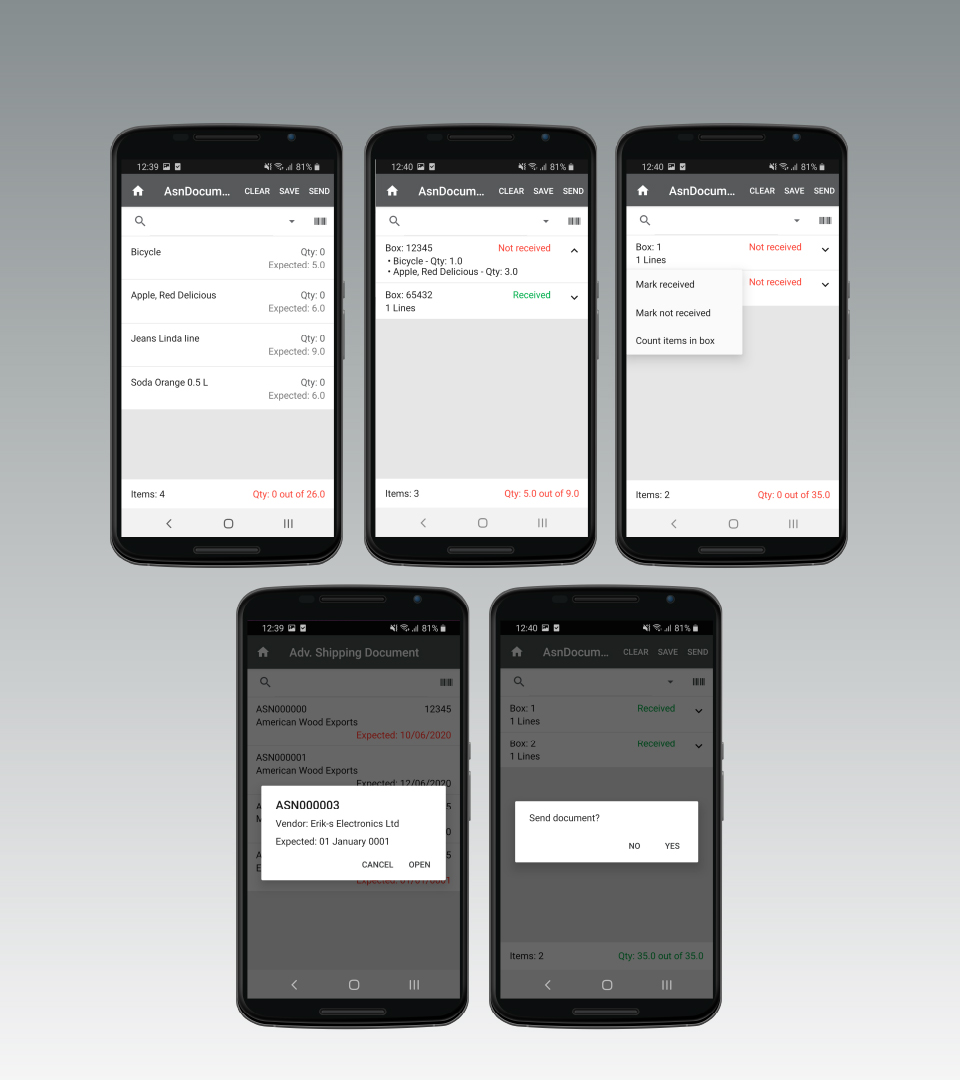 12:39 81%
AsnDocum... CLEAR SAVE SEND
Bicycle Qty: 0
Expected: 5.0
Apple, Red Delicious Qty: 0
Expected: 6.0
Jeans Linda line Qty: 0
Expected: 9.0
Soda Orange 0.5 L Qty: 0
Expected: 6.0
Items: 4 Qty: 0 out of 26.0
12:40 81%
AsnDocum... CLEAR SAVE SEND
Box: 12345 Not received
• Bicycle - Qty: 1.0
• Apple, Red Delicious - Qty: 3.0
Box: 65432 Received
1 Lines
Items: 3 Qty: 5.0 out of 9.0
12:40 81%
AsnDocum... CLEAR SAVE SEND
Box: 1 Not received
1 Lines
Not received
Mark received
Mark not received
Count items in box
Items: 2 Qty: 0 out of 35.0
12:39 81%
Adv. Shipping Document
ASN000000 12345
American Wood Exports
Expected: 10/06/2020
ASN000001
American Wood Exports
Expected: 12/06/2020
ASN000003
Vendor: Erik-s Electronics Ltd
Expected: 01 January 0001
CANCEL OPEN
Expected: 01/01/0001
12:40 81%
AsnDocum... CLEAR SAVE SEND
Box: 1 Received
1 Lines
Box: 2 Received
1 Lines
Send document?
NO YES
Items: 2 Qty: 35.0 out of 35.0